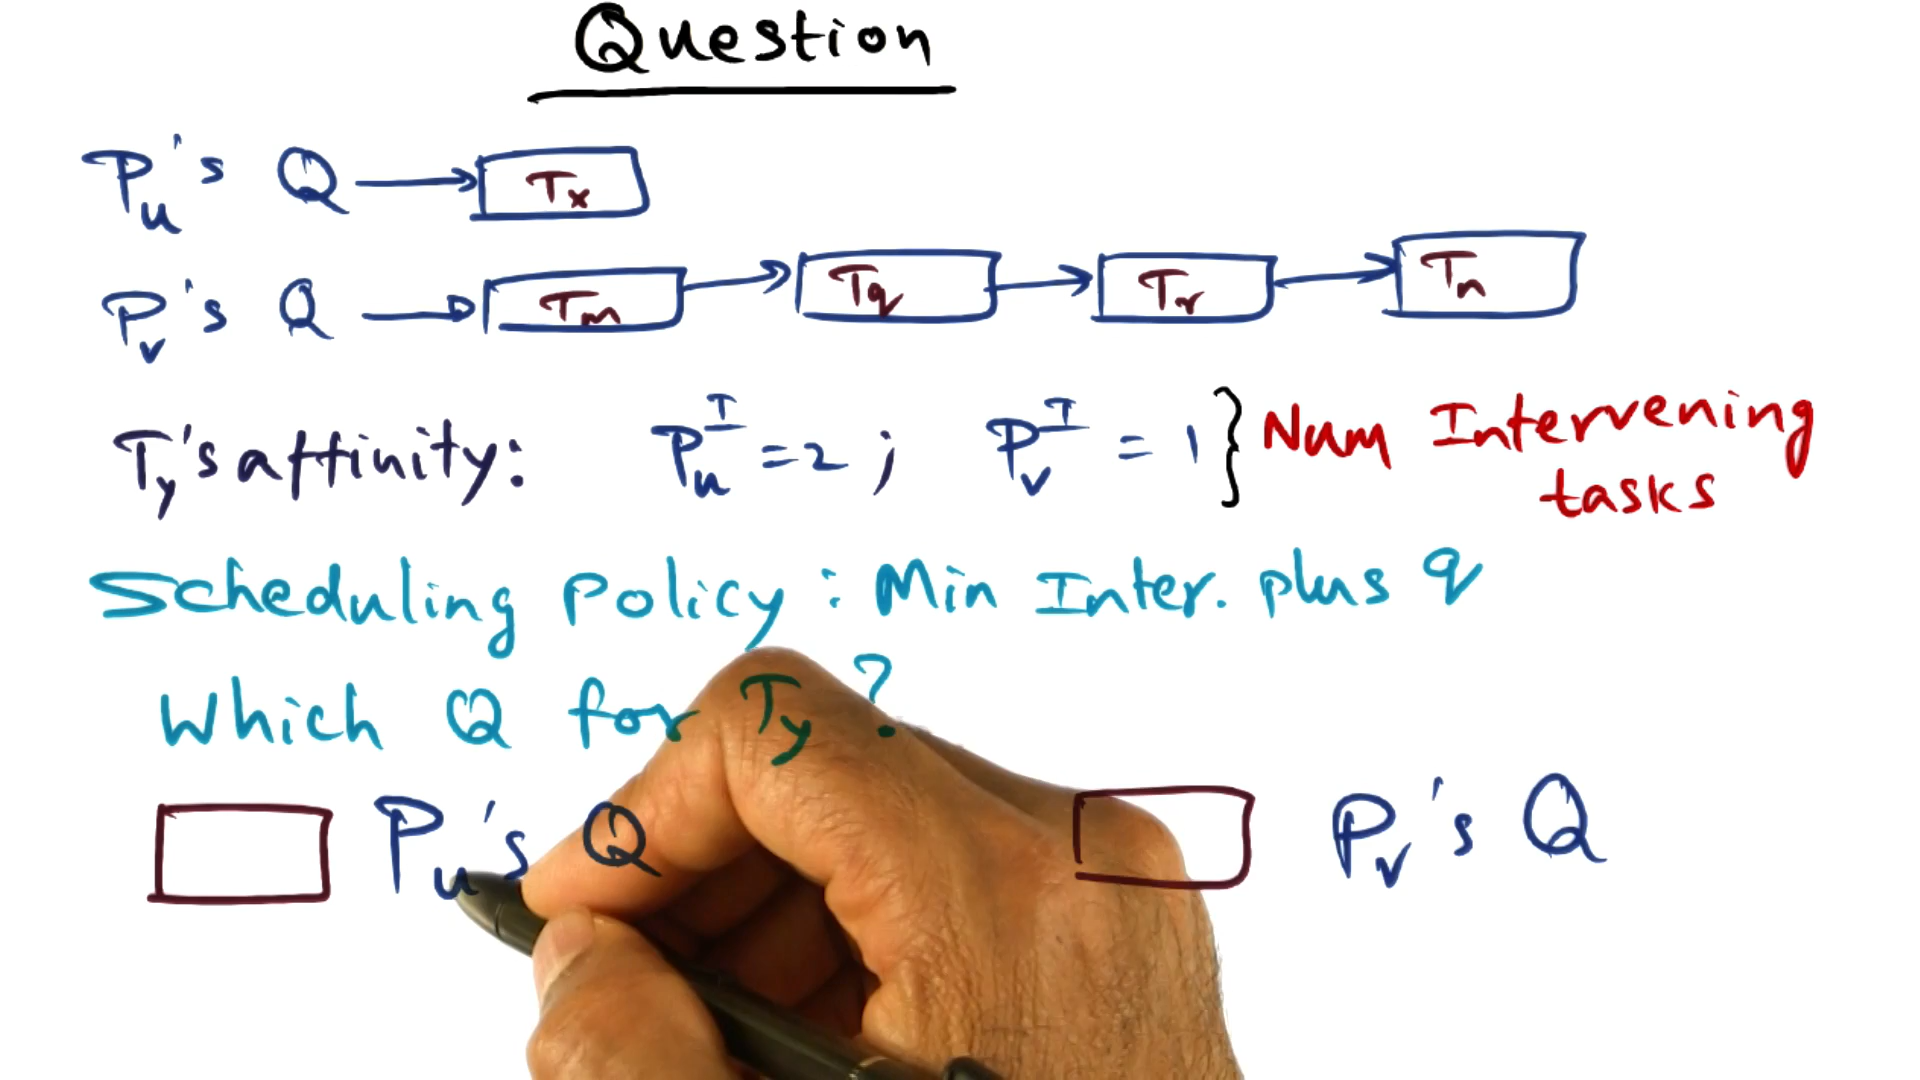 Question
Pu's Q → Tx
Pv's Q → Tm → Tq → Tr → Tn
Ty's affinity: Pu^I = 2; Pv^I = 1 } Num Intervening
tasks
Scheduling Policy: Min Inter. plus q
Which Q for Ty?
Pu's Q Pv's Q